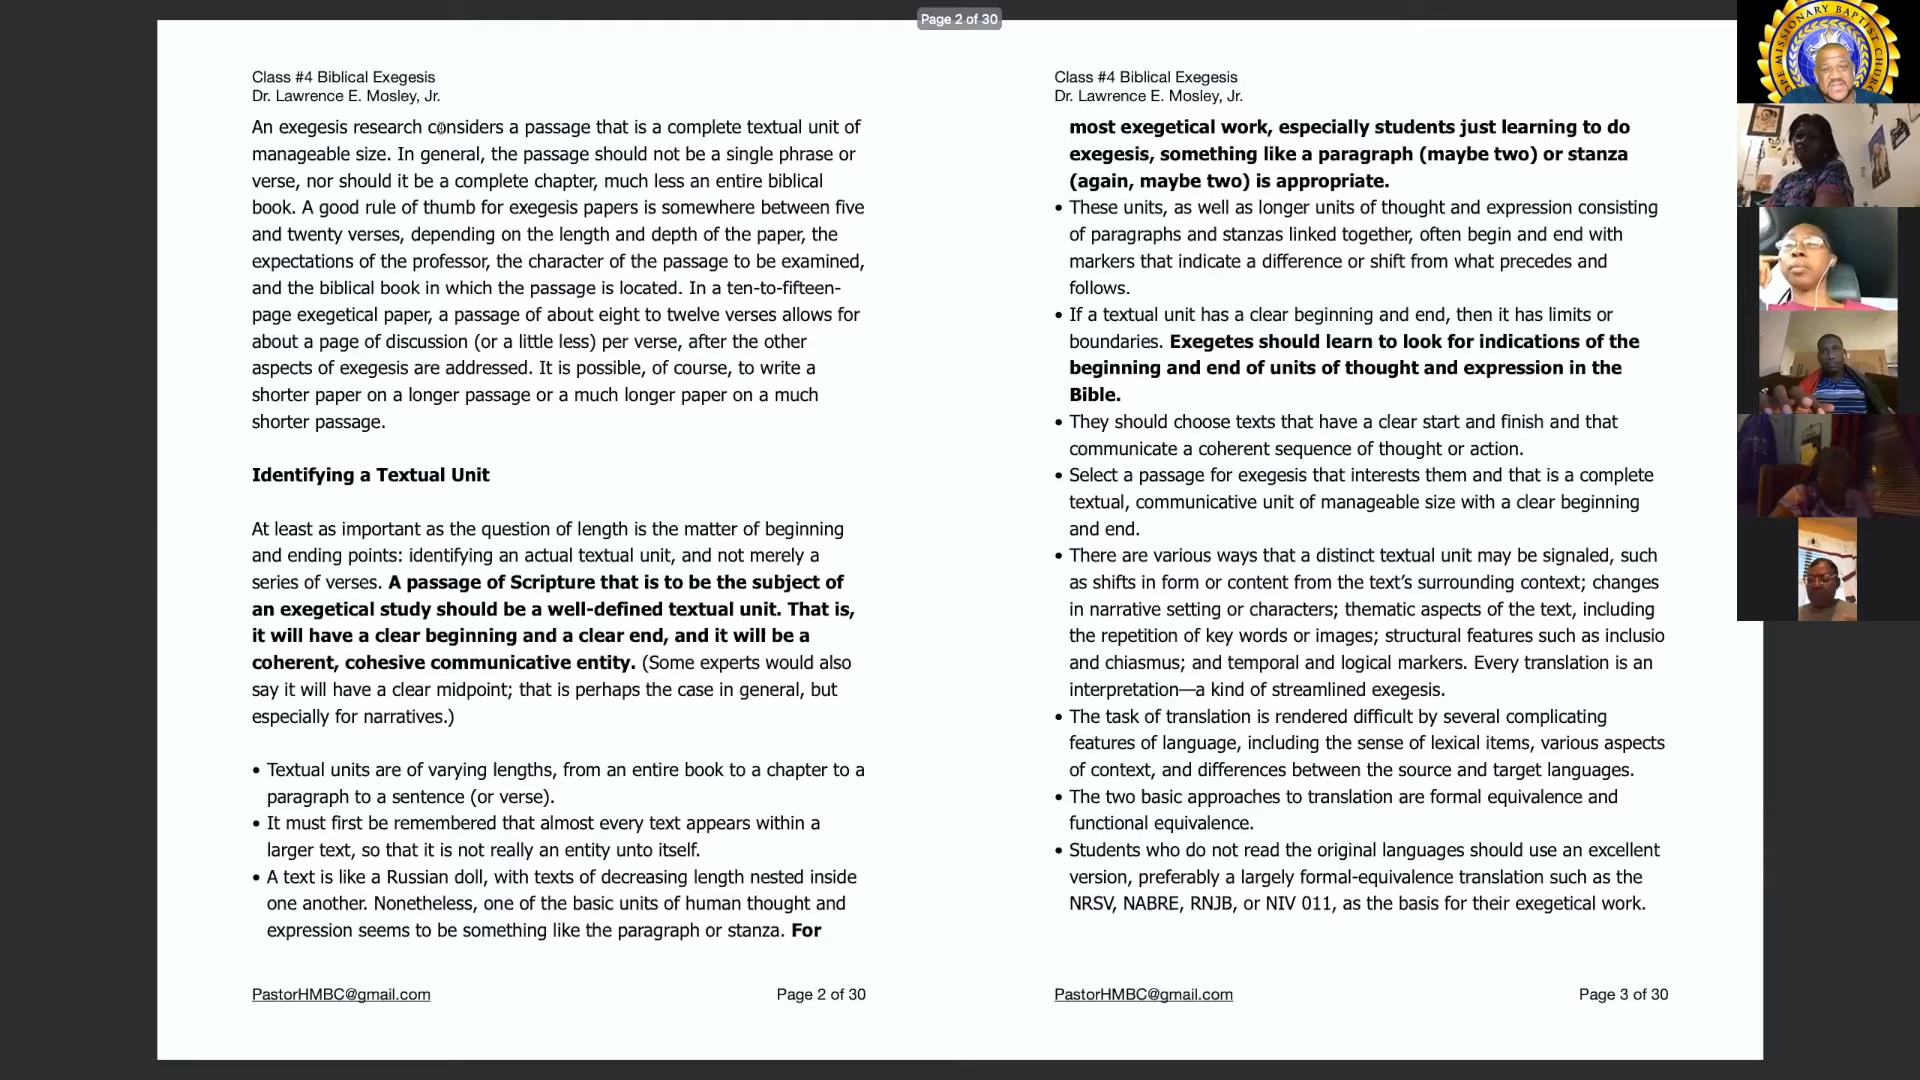 Page 2 of 30
Class #4 Biblical Exegesis
Dr. Lawrence E. Mosley, Jr.
An exegesis research considers a passage that is a complete textual unit of
manageable size. In general, the passage should not be a single phrase or
verse, nor should it be a complete chapter, much less an entire biblical
book. A good rule of thumb for exegesis papers is somewhere between five
and twenty verses, depending on the length and depth of the paper, the
expectations of the professor, the character of the passage to be examined,
and the biblical book in which the passage is located. In a ten-to-fifteen-
page exegetical paper, a passage of about eight to twelve verses allows for
about a page of discussion (or a little less) per verse, after the other
aspects of exegesis are addressed. It is possible, of course, to write a
shorter paper on a longer passage or a much longer paper on a much
shorter passage.
Identifying a Textual Unit
At least as important as the question of length is the matter of beginning
and ending points: identifying an actual textual unit, and not merely a
series of verses. A passage of Scripture that is to be the subject of
an exegetical study should be a well-defined textual unit. That is,
it will have a clear beginning and a clear end, and it will be a
coherent, cohesive communicative entity. (Some experts would also
say it will have a clear midpoint; that is perhaps the case in general, but
especially for narratives.)
• Textual units are of varying lengths, from an entire book to a chapter to a
paragraph to a sentence (or verse).
• It must first be remembered that almost every text appears within a
larger text, so that it is not really an entity unto itself.
• A text is like a Russian doll, with texts of decreasing length nested inside
one another. Nonetheless, one of the basic units of human thought and
expression seems to be something like the paragraph or stanza. For
PastorHMBC@gmail.com
Page 2 of 30
Class #4 Biblical Exegesis
Dr. Lawrence E. Mosley, Jr.
most exegetical work, especially students just learning to do
exegesis, something like a paragraph (maybe two) or stanza
(again, maybe two) is appropriate.
• These units, as well as longer units of thought and expression consisting
of paragraphs and stanzas linked together, often begin and end with
markers that indicate a difference or shift from what precedes and
follows.
• If a textual unit has a clear beginning and end, then it has limits or
boundaries. Exegetes should learn to look for indications of the
beginning and end of units of thought and expression in the
Bible.
• They should choose texts that have a clear start and finish and that
communicate a coherent sequence of thought or action.
• Select a passage for exegesis that interests them and that is a complete
textual, communicative unit of manageable size with a clear beginning
and end.
• There are various ways that a distinct textual unit may be signaled, such
as shifts in form or content from the text’s surrounding context; changes
in narrative setting or characters; thematic aspects of the text, including
the repetition of key words or images; structural features such as inclusio
and chiasmus; and temporal and logical markers. Every translation is an
interpretation—a kind of streamlined exegesis.
• The task of translation is rendered difficult by several complicating
features of language, including the sense of lexical items, various aspects
of context, and differences between the source and target languages.
• The two basic approaches to translation are formal equivalence and
functional equivalence.
• Students who do not read the original languages should use an excellent
version, preferably a largely formal-equivalence translation such as the
NRSV, NABRE, RNJB, or NIV 011, as the basis for their exegetical work.
PastorHMBC@gmail.com
Page 3 of 30
MISSIONARY BAPTIST